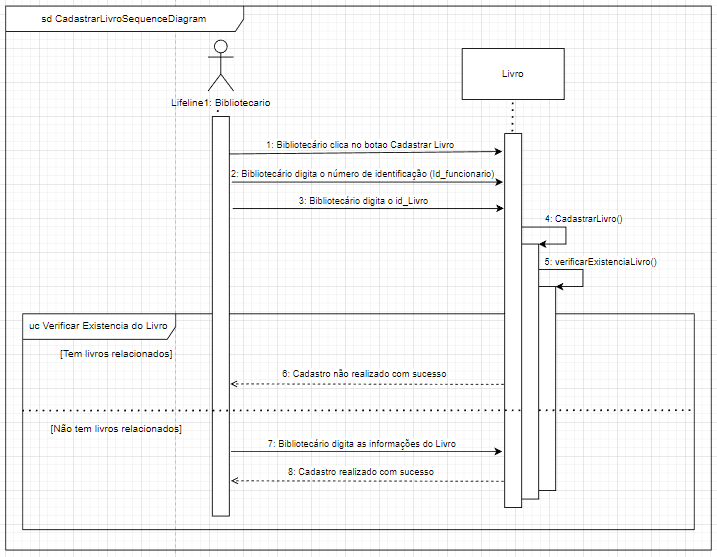 sd CadastrarLivroSequenceDiagram
Lifeline1: Bibliotecario
Livro
1: Bibliotecário clica no botao Cadastrar Livro
2: Bibliotecário digita o número de identificação (Id_funcionario)
3: Bibliotecário digita o id_Livro
4: CadastrarLivro()
5: verificarExistenciaLivro()
uc Verificar Existencia do Livro
[Tem livros relacionados]
6: Cadastro não realizado com sucesso
[Não tem livros relacionados]
7: Bibliotecário digita as informações do Livro
8: Cadastro realizado com sucesso